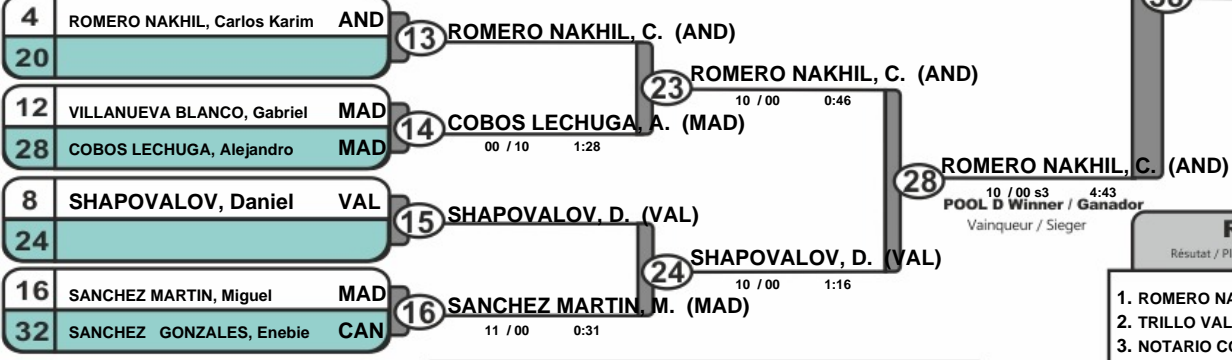 4 ROMERO NAKHIL, Carlos Karim AND
20
13 ROMERO NAKHIL, C. (AND)
12 VILLANUEVA BLANCO, Gabriel MAD
28 COBOS LECHUGA, Alejandro MAD
14 COBOS LECHUGA, A. (MAD)
00 / 10 1:28
23 ROMERO NAKHIL, C. (AND)
10 / 00 0:46
8 SHAPOVALOV, Daniel VAL
24
15 SHAPOVALOV, D. (VAL)
16 SANCHEZ MARTIN, Miguel MAD
32 SANCHEZ GONZALES, Enebie CAN
16 SANCHEZ MARTIN, M. (MAD)
11 / 00 0:31
24 SHAPOVALOV, D. (VAL)
10 / 00 1:16
28 ROMERO NAKHIL, C. (AND)
10 / 00 s3 4:43
POOL D Winner / Ganador
Vainqueur / Sieger
Résutat / Pl
1. ROMERO NA
2. TRILLO VAL
3. NOTARIO CO